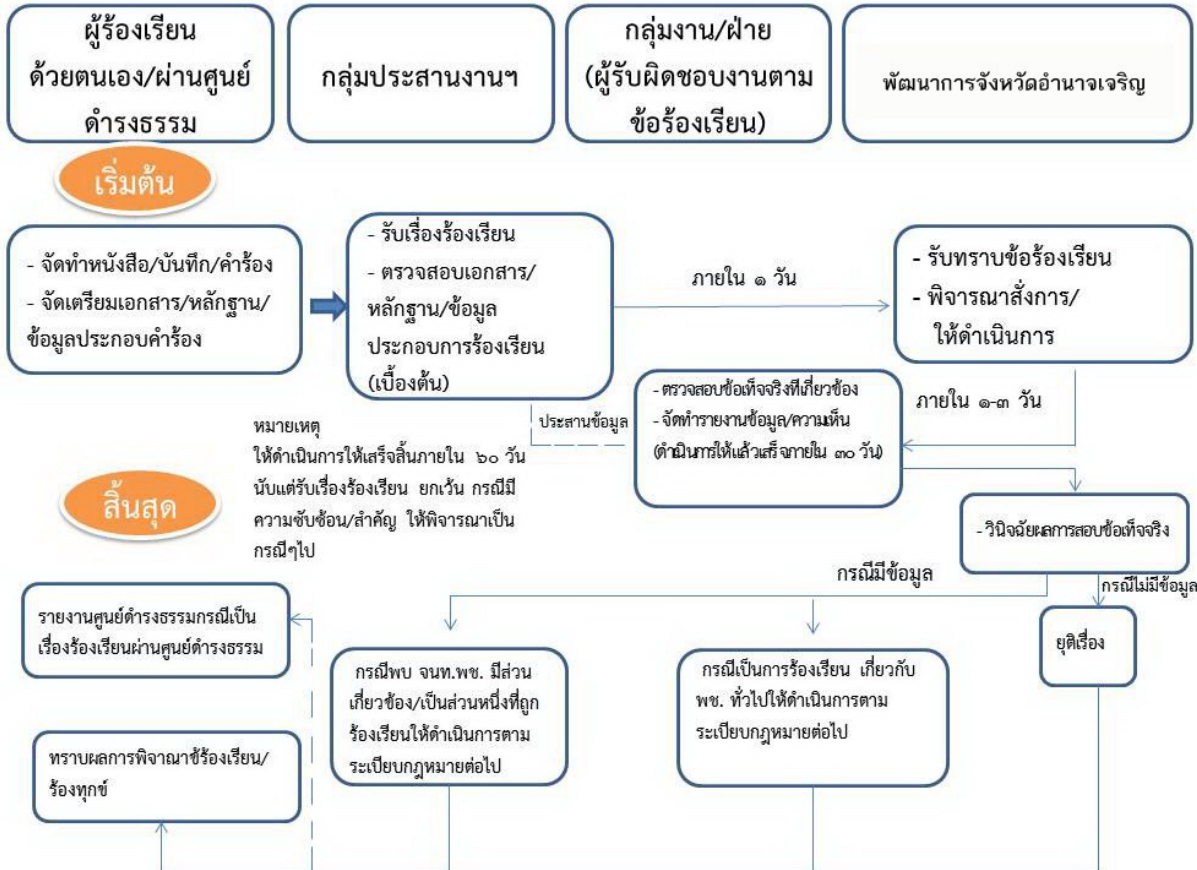 ผู้ร้องเรียน
ด้วยตนเอง/ผ่านศูนย์
ดำรงธรรม
กลุ่มประสานงานฯ
กลุ่มงาน/ฝ่าย
(ผู้รับผิดชอบงานตาม
ข้อร้องเรียน)
พัฒนาการจังหวัดอำนาจเจริญ
เริ่มต้น
- จัดทำหนังสือ/บันทึก/คำร้อง
- จัดเตรียมเอกสาร/หลักฐาน/
ข้อมูลประกอบคำร้อง
- รับเรื่องร้องเรียน
- ตรวจสอบเอกสาร/
หลักฐาน/ข้อมูล
ประกอบการร้องเรียน
(เบื้องต้น)
ภายใน ๑ วัน
- รับทราบข้อร้องเรียน
- พิจารณาสั่งการ/
ให้ดำเนินการ
ภายใน ๑-๓ วัน
- ตรวจสอบข้อเท็จจริงที่เกี่ยวข้อง
- จัดทำรายงานข้อมูล/ความเห็น
(ดำเนินการให้แล้วเสร็จภายใน ๓๐ วัน)
ประสานข้อมูล
หมายเหตุ
ให้ดำเนินการให้เสร็จสิ้นภายใน ๖๐ วัน
นับแต่รับเรื่องร้องเรียน ยกเว้น กรณีมี
ความซับซ้อน/สำคัญ ให้พิจารณาเป็น
กรณีๆไป
สิ้นสุด
- วินิจฉัยผลการสอบข้อเท็จจริง
กรณีมีข้อมูล
กรณีไม่มีข้อมูล
รายงานศูนย์ดำรงธรรมกรณีเป็น
เรื่องร้องเรียนผ่านศูนย์ดำรงธรรม
ยุติเรื่อง
กรณีพบ จนท.พช. มีส่วน
เกี่ยวข้อง/เป็นส่วนหนึ่งที่ถูก
ร้องเรียนให้ดำเนินการตาม
ระเบียบกฎหมายต่อไป
กรณีเป็นการร้องเรียน เกี่ยวกับ
พช. ทั่วไปให้ดำเนินการตาม
ระเบียบกฎหมายต่อไป
ทราบผลการพิจาณาข้ร้องเรียน/
ร้องทุกข์